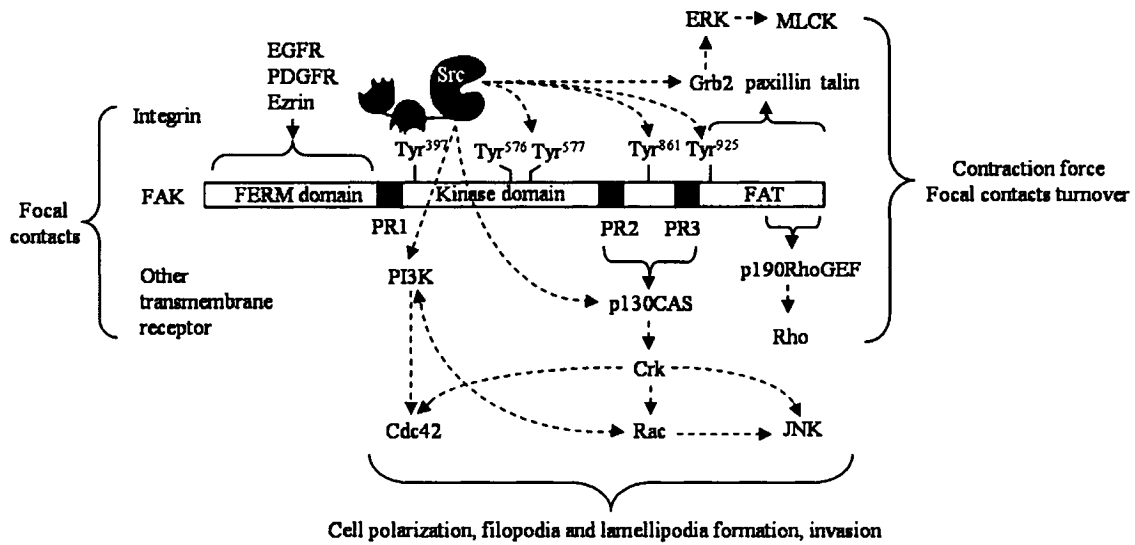 ERK MLCK
EGFR
PDGFR
Ezrin
Src
Grb2 paxillin talin
Integrin
Tyr397 Tyr576 Tyr577 Tyr861 Tyr925
Contraction force
Focal contacts turnover
Focal
contacts
FAK FERM domain Kinase domain FAT
PR1 PR2 PR3
Other
transmembrane
receptor
PI3K p130CAS p190RhoGEF
Rho
Crk
Cdc42 Rac JNK
Cell polarization, filopodia and lamellipodia formation, invasion